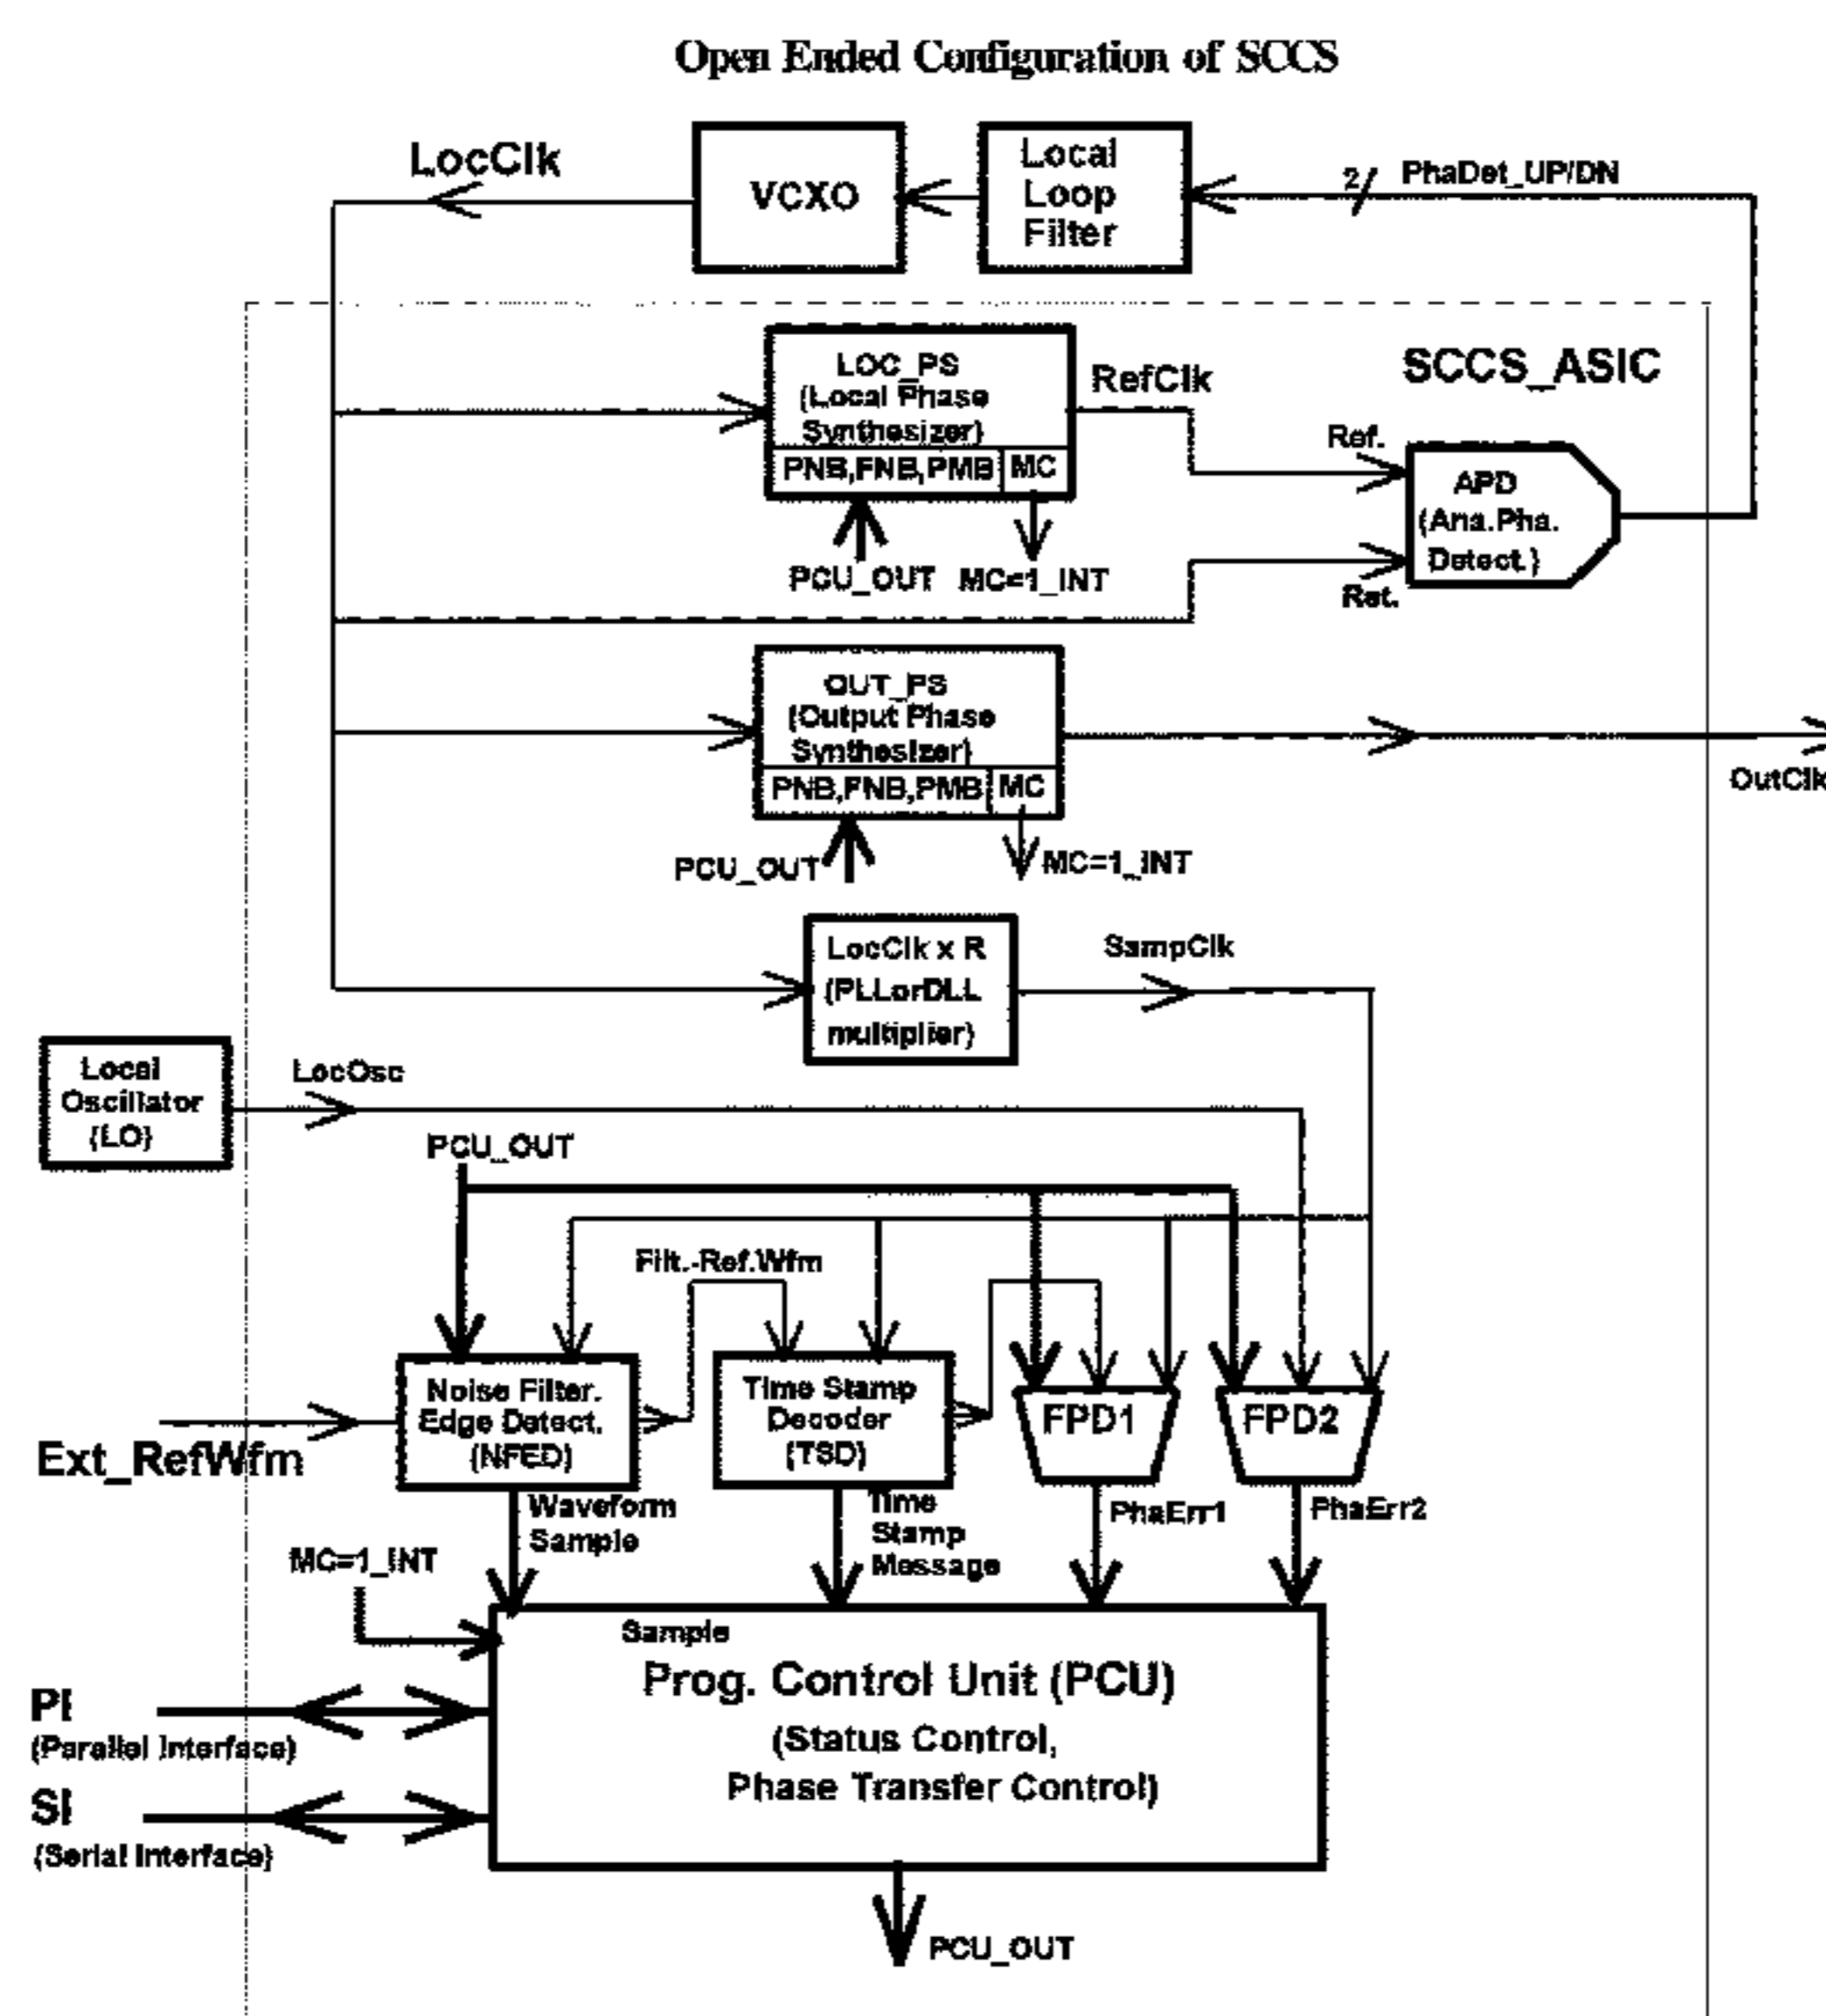 Open Ended Configuration of SCCS
LocClk
VCXO
Local
Loop
Filter
2
PhaDet_UP/DN
LOC_PS
(Local Phase
Synthesizer)
PNB,FNB,PMB
MC
RefClk
SCCS_ASIC
Ref.
APD
(Ana.Pha.
Detect.)
Ret.
PCU_OUT
MC=1_INT
OUT_PS
(Output Phase
Synthesizer)
PNB,FNB,PMB
MC
OutClk
PCU_OUT
MC=1_INT
LocClk x R
(PLLorDLL
multiplier)
SampClk
Local
Oscillator
(LO)
LocOsc
PCU_OUT
Filt.-Ref.Wfm
Noise Filter.
Edge Detect.
(NFED)
Time Stamp
Decoder
(TSD)
FPD1
FPD2
Ext_RefWfm
Waveform
Sample
Time
Stamp
Message
PhaErr1
PhaErr2
MC=1_INT
Sample
Prog. Control Unit (PCU)
(Status Control,
Phase Transfer Control)
PI
(Parallel Interface)
SI
(Serial Interface)
PCU_OUT